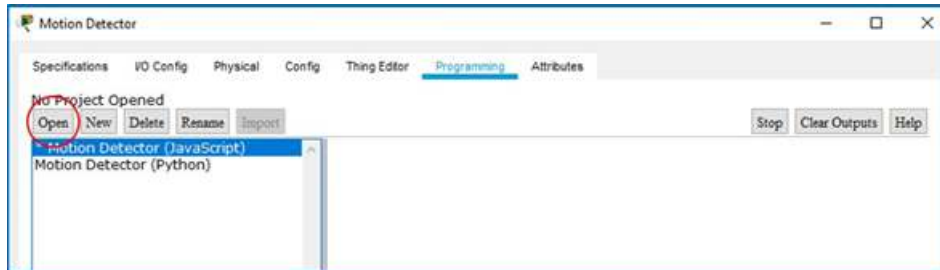 Motion Detector
Specifications I/O Config Physical Config Thing Editor Programming Attributes
No Project Opened
Open New Delete Rename Import Stop Clear Outputs Help
* Motion Detector (JavaScript)
Motion Detector (Python)